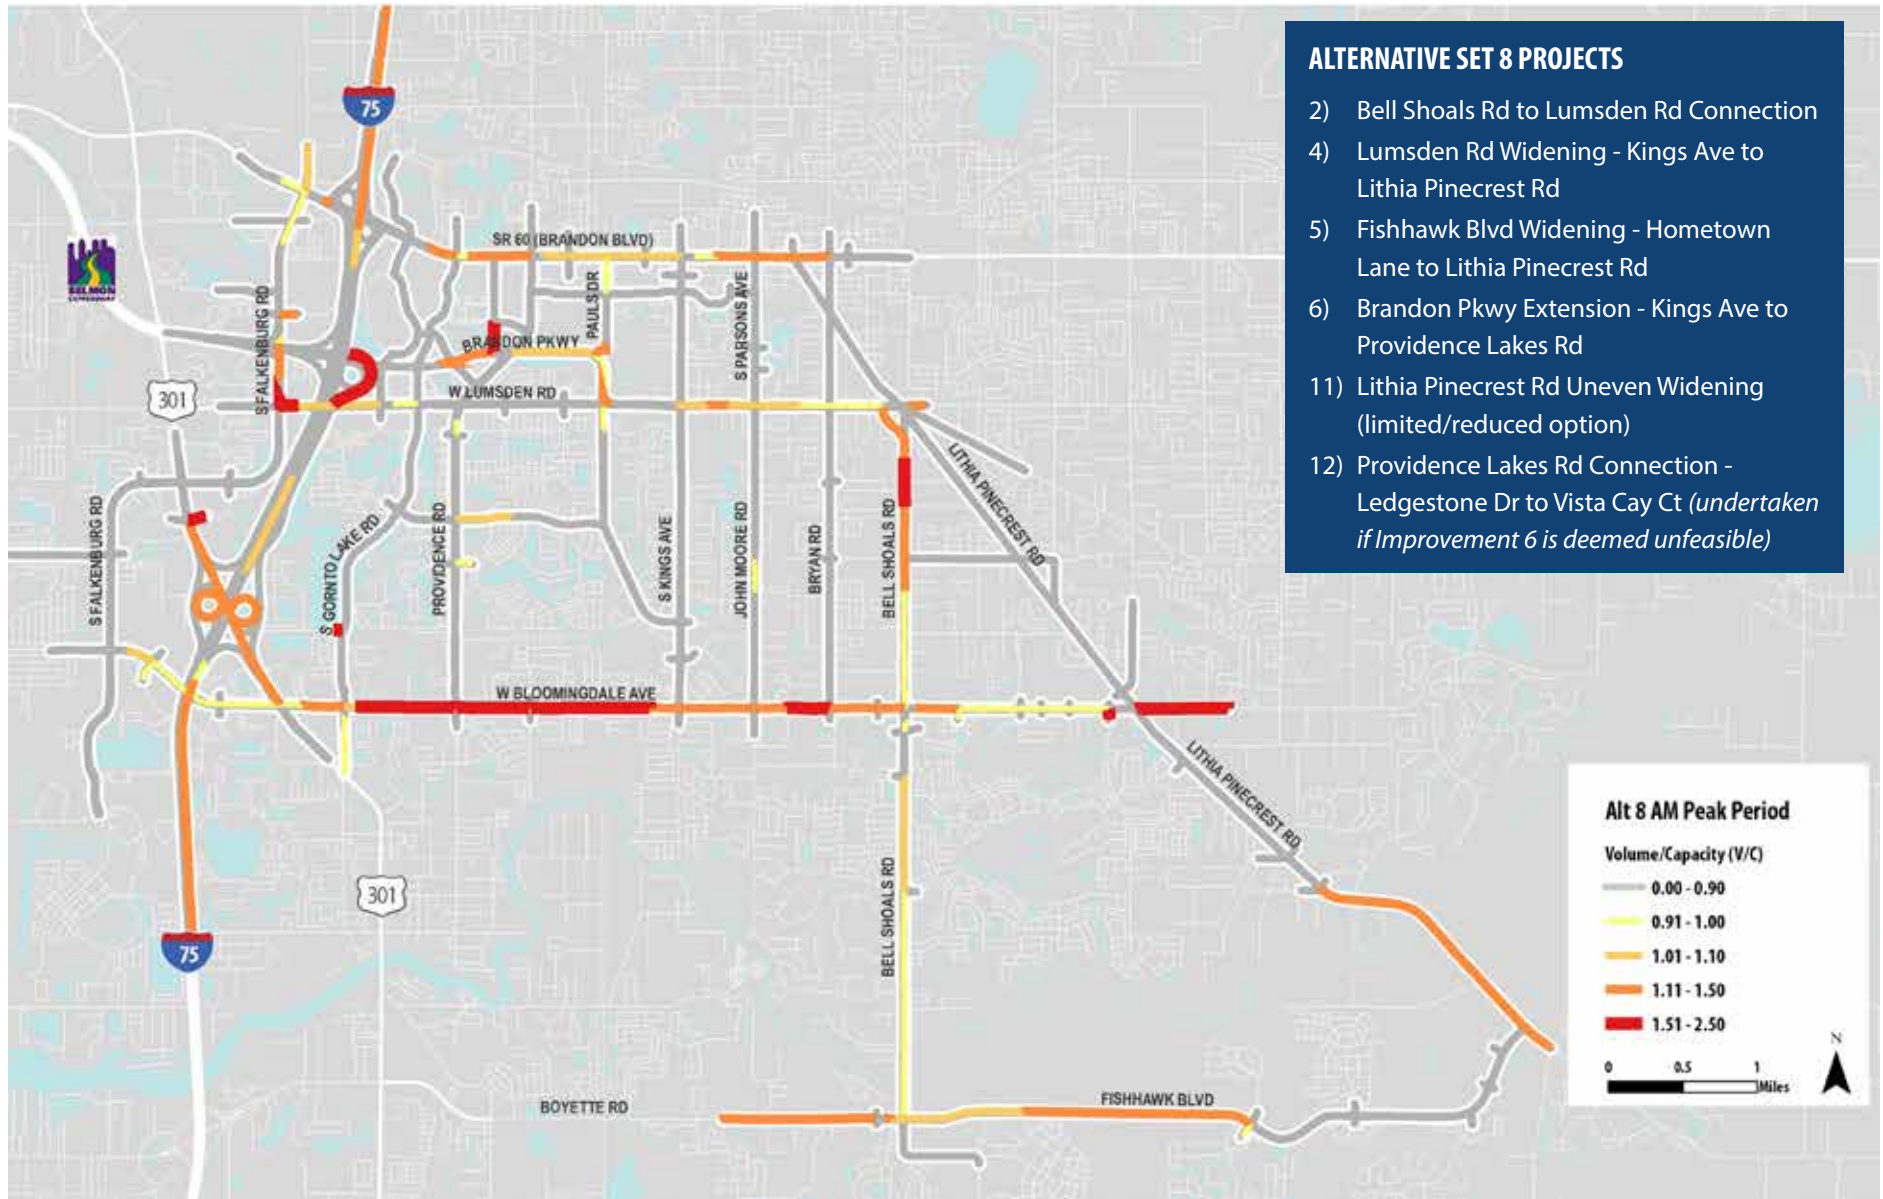 ALTERNATIVE SET 8 PROJECTS
2) Bell Shoals Rd to Lumsden Rd Connection
4) Lumsden Rd Widening - Kings Ave to
Lithia Pinecrest Rd
5) Fishhawk Blvd Widening - Hometown
Lane to Lithia Pinecrest Rd
6) Brandon Pkwy Extension - Kings Ave to
Providence Lakes Rd
11) Lithia Pinecrest Rd Uneven Widening
(limited/reduced option)
12) Providence Lakes Rd Connection -
Ledgestone Dr to Vista Cay Ct (undertaken
if Improvement 6 is deemed unfeasible)
75
SELMON
SR 60 (BRANDON BLVD)
S FALKENBURG RD
PAULS DR
S PARSONS AVE
BRANDON PKWY
W LUMSDEN RD
301
LITHIA PINECREST RD
S FALKENBURG RD
S GORNTO LAKE RD
PROVIDENCE RD
S KINGS AVE
JOHN MOORE RD
BRYAN RD
BELL SHOALS RD
W BLOOMINGDALE AVE
LITHIA PINECREST RD
BELL SHOALS RD
301
75
BOYETTE RD
FISHHAWK BLVD
Alt 8 AM Peak Period
Volume/Capacity (V/C)
0.00 - 0.90
0.91 - 1.00
1.01 - 1.10
1.11 - 1.50
1.51 - 2.50
N
0 0.5 1
Miles